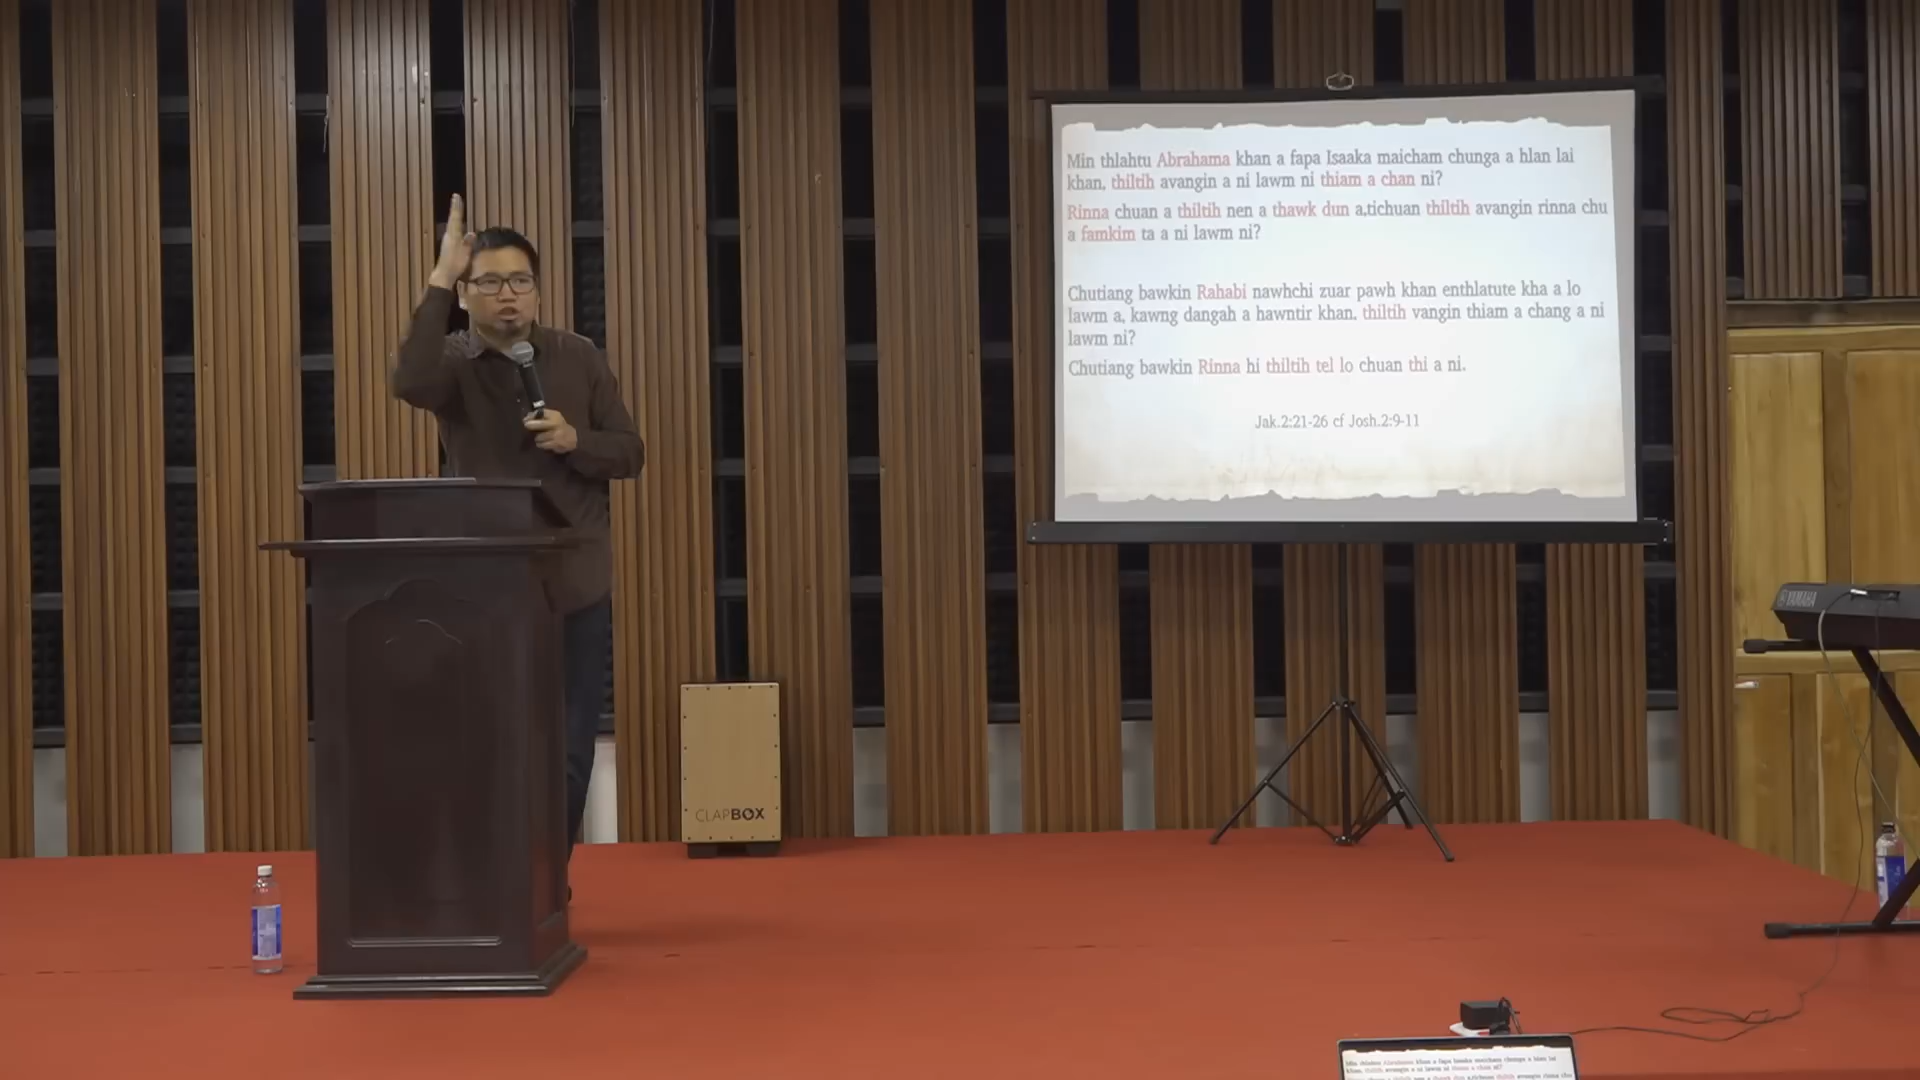 Min thlahtu Abrahama khan a fapa Isaaka maicham chunga a hlan lai
khan, thiltih avangin a ni lawm ni thiam a chan ni?
Rinna chuan a thiltih nen a thawk dun a,tichuan thiltih avangin rinna chu
a famkim ta a ni lawm ni?
Chutiang bawkin Rahabi nawhchi zuar pawh khan enthlatute kha a lo
lawm a, kawng dangah a hawntir khan, thiltih vangin thiam a chang a ni
lawm ni?
Chutiang bawkin Rinna hi thiltih tel lo chuan thi a ni.
Jak.2:21-26 cf Josh.2:9-11
YAMAHA
CLAPBOX